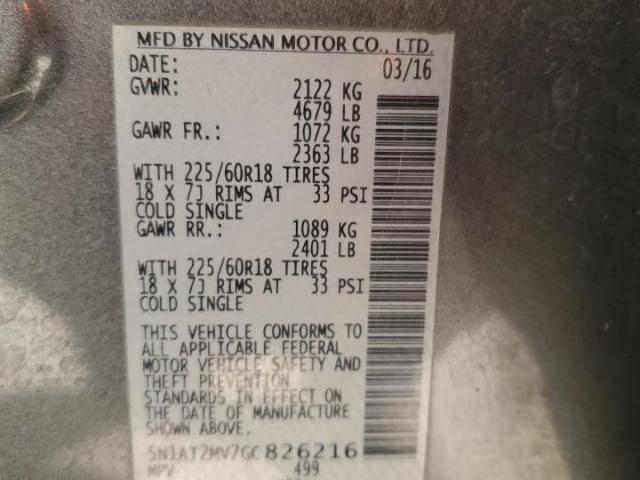 MFD BY NISSAN MOTOR CO., LTD.
DATE: 03/16
GVWR: 2122 KG
4679 LB
GAWR FR.: 1072 KG
2363 LB
WITH 225/60R18 TIRES
18 X 7J RIMS AT 33 PSI
COLD SINGLE
GAWR RR.: 1089 KG
2401 LB
WITH 225/60R18 TIRES
18 X 7J RIMS AT 33 PSI
COLD SINGLE
THIS VEHICLE CONFORMS TO
ALL APPLICABLE FEDERAL
MOTOR VEHICLE SAFETY AND
THEFT PREVENTION
STANDARDS IN EFFECT ON
THE DATE OF MANUFACTURE
SHOWN ABOVE.
5N1AT2MV7GC826216
MPV 499